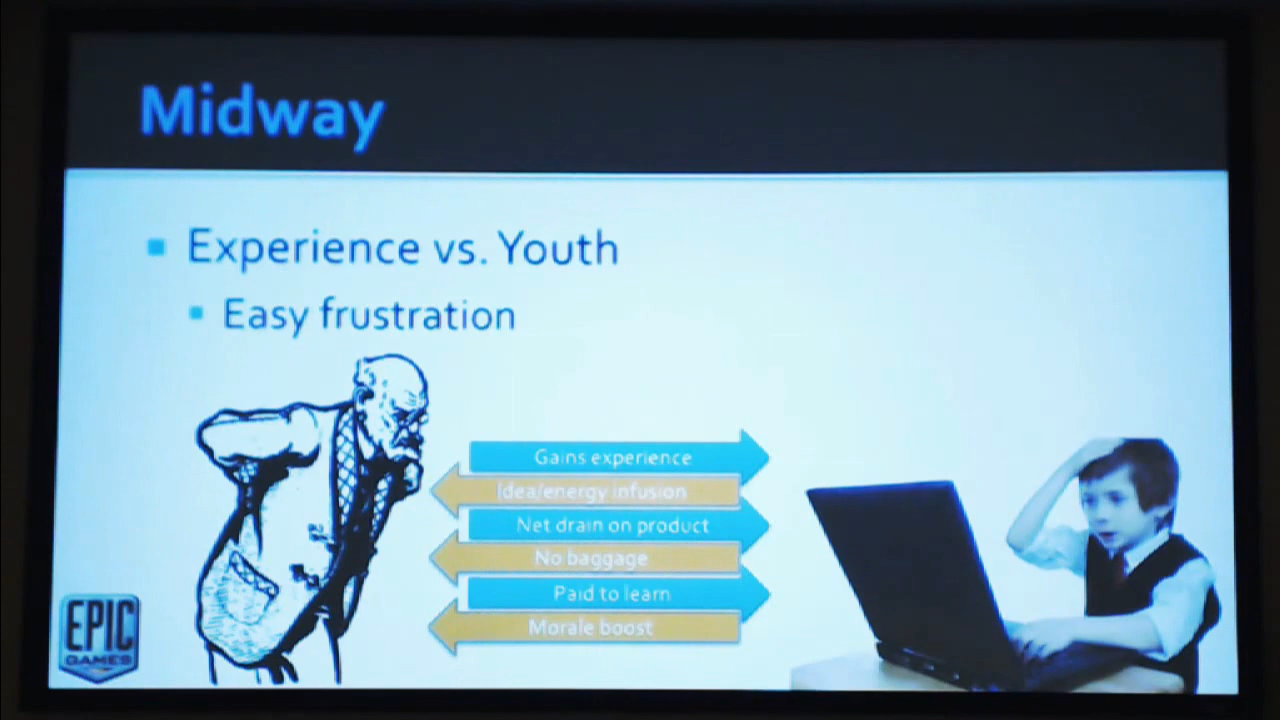 Midway
Experience vs. Youth
Easy frustration
Gains experience
Idea/energy infusion
Net drain on product
No baggage
Paid to learn
Morale boost
EPIC
GAMES